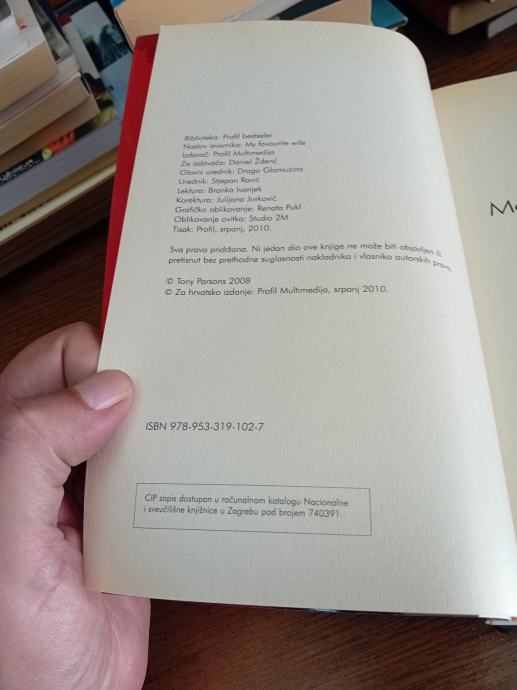 Biblioteka: Profil bestseler
Naslov izvornika: My favourite wife
Izdavač: Profil Multimedija
Za izdavača: Daniel Žderić
Glavni urednik: Drago Glamuzina
Urednik: Stjepan Ravić
Lektura: Branka Ivanjek
Korektura: Julijana Jurković
Grafičko oblikovanje: Renata Pukl
Oblikovanje ovitka: Studio 2M
Tisak: Profil, srpanj, 2010.
Sva prava pridržana. Ni jedan dio ove knjige ne može biti objavljen ili
pretisnut bez prethodne suglasnosti nakladnika i vlasnika autorskih prava.
© Tony Parsons 2008
© Za hrvatsko izdanje: Profil Multimedija, srpanj 2010.
ISBN 978-953-319-102-7
CIP zapis dostupan u računalnom katalogu Nacionalne
i sveučilišne knjižnice u Zagrebu pod brojem 740391.